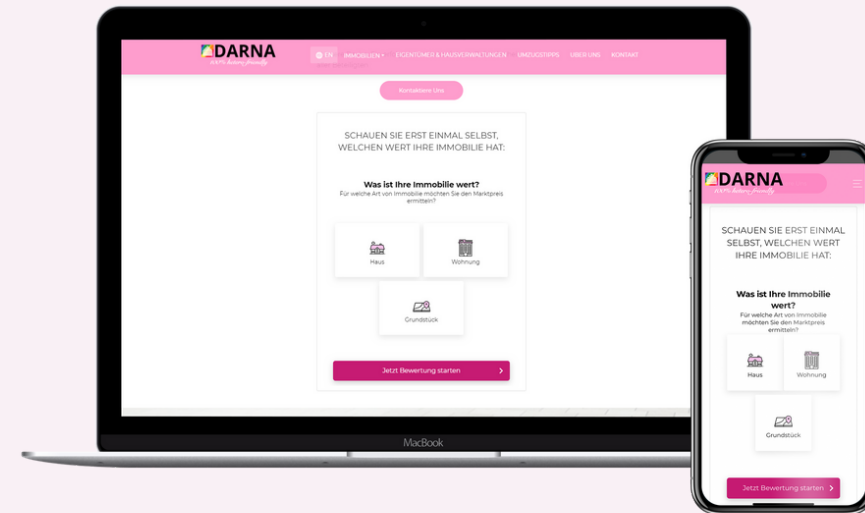 DARNA
100% history friendly
EN IMMOBILIEN EIGENTÜMER & HAUSVERWALTUNGEN UMZUGSTIPPS ÜBER UNS KONTAKT
Kontaktiere Uns
SCHAUEN SIE ERST EINMAL SELBST,
WELCHEN WERT IHRE IMMOBILIE HAT:
Was ist Ihre Immobilie wert?
Für welche Art von Immobilie möchten Sie den Marktpreis
ermitteln?
Haus
Wohnung
Grundstück
Jetzt Bewertung starten
MacBook
DARNA
SCHAUEN SIE ERST EINMAL
SELBST, WELCHEN WERT
IHRE IMMOBILIE HAT:
Was ist Ihre Immobilie
wert?
Für welche Art von Immobilie
möchten Sie den Marktpreis
ermitteln?
Haus
Wohnung
Grundstück
Jetzt Bewertung starten